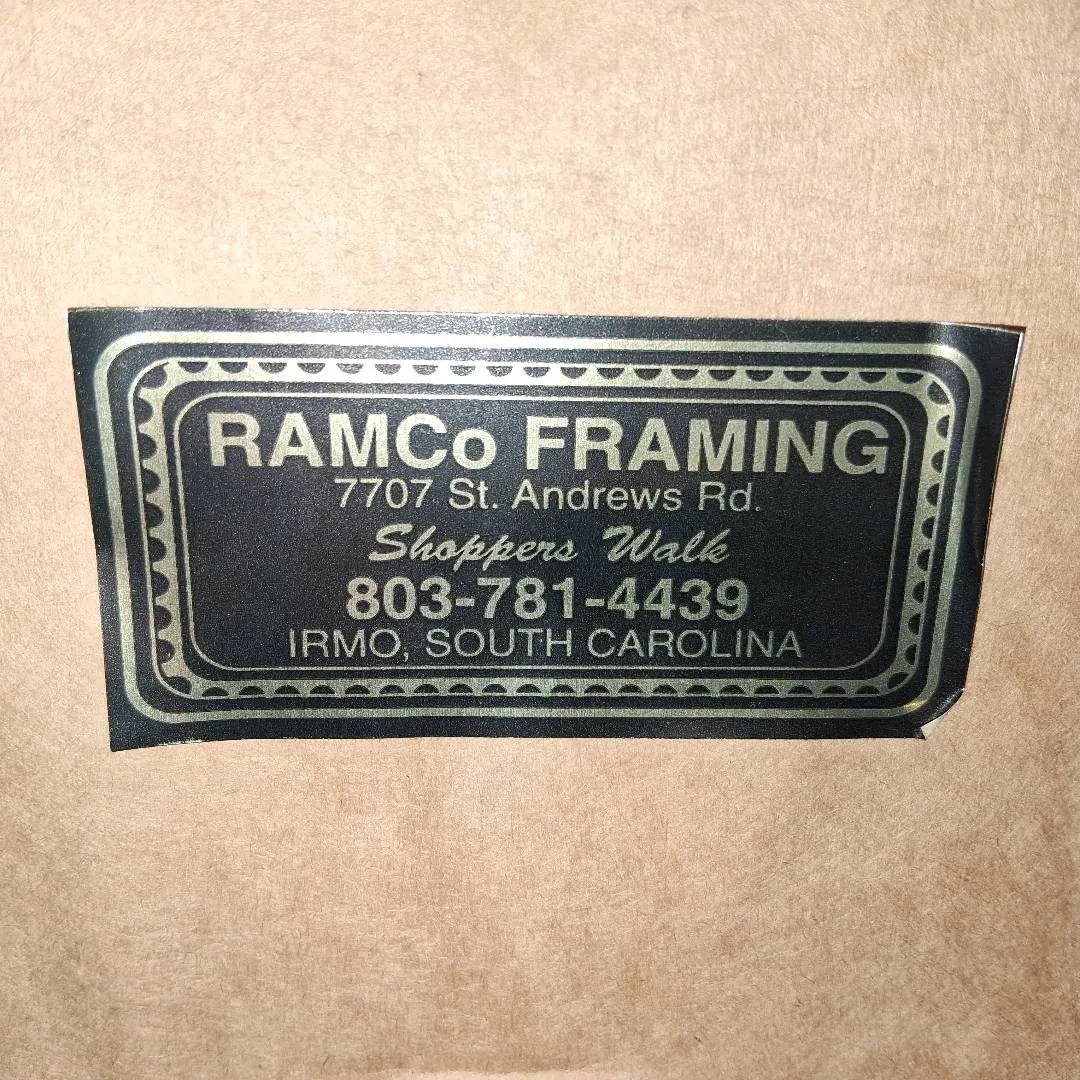 RAMCo FRAMING
7707 St. Andrews Rd.
Shoppers Walk
803-781-4439
IRMO, SOUTH CAROLINA